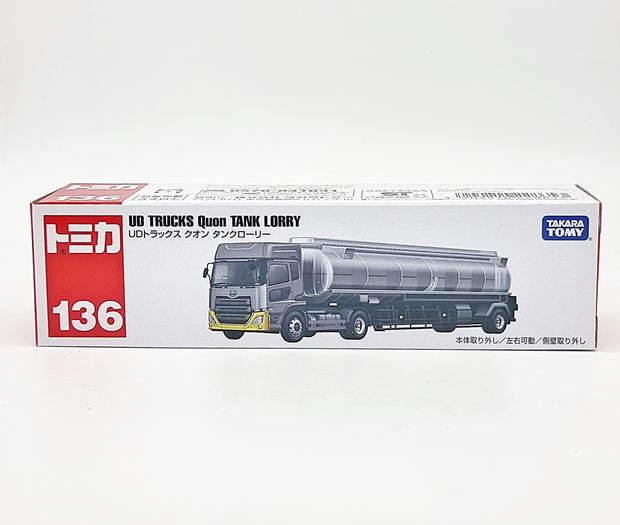 136
UD TRUCKS Quon TANK LORRY
UDトラックス クオン タンクローリー
トミカ
136
TAKARA
TOMY
本体取り外し/左右可動/側壁取り外し